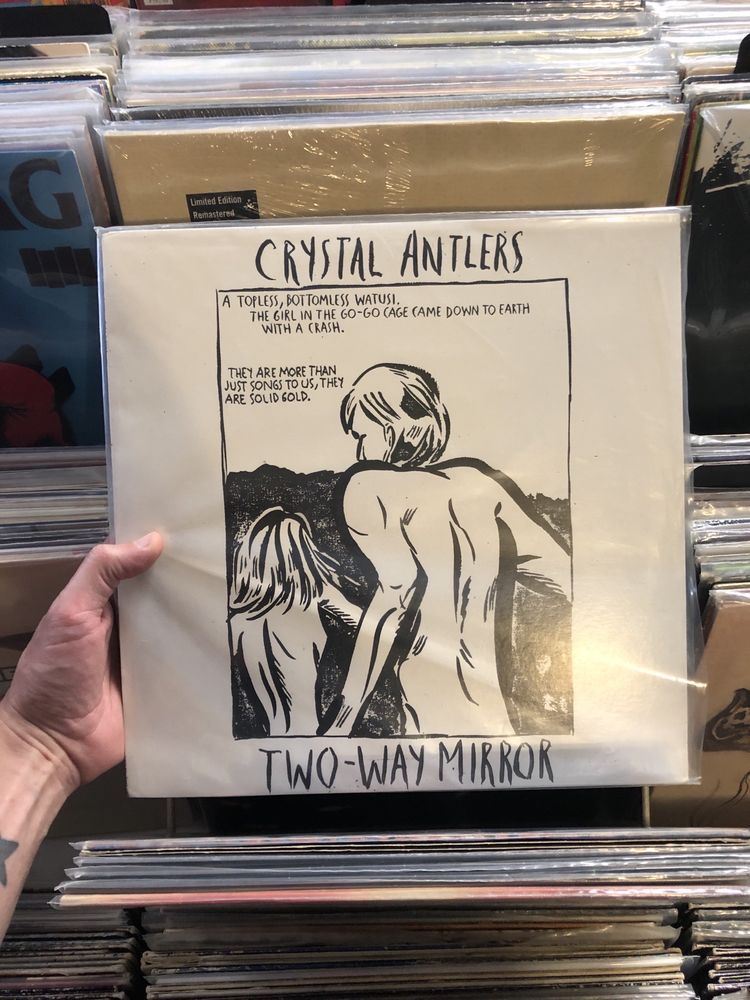 AG
Limited Edition
Remastered
CRYSTAL ANTLERS
A TOPLESS, BOTTOMLESS WATUSI.
THE GIRL IN THE GO-GO CAGE CAME DOWN TO EARTH
WITH A CRASH.
THEY ARE MORE THAN
JUST SONGS TO US, THEY
ARE SOLID GOLD.
TWO-WAY MIRROR